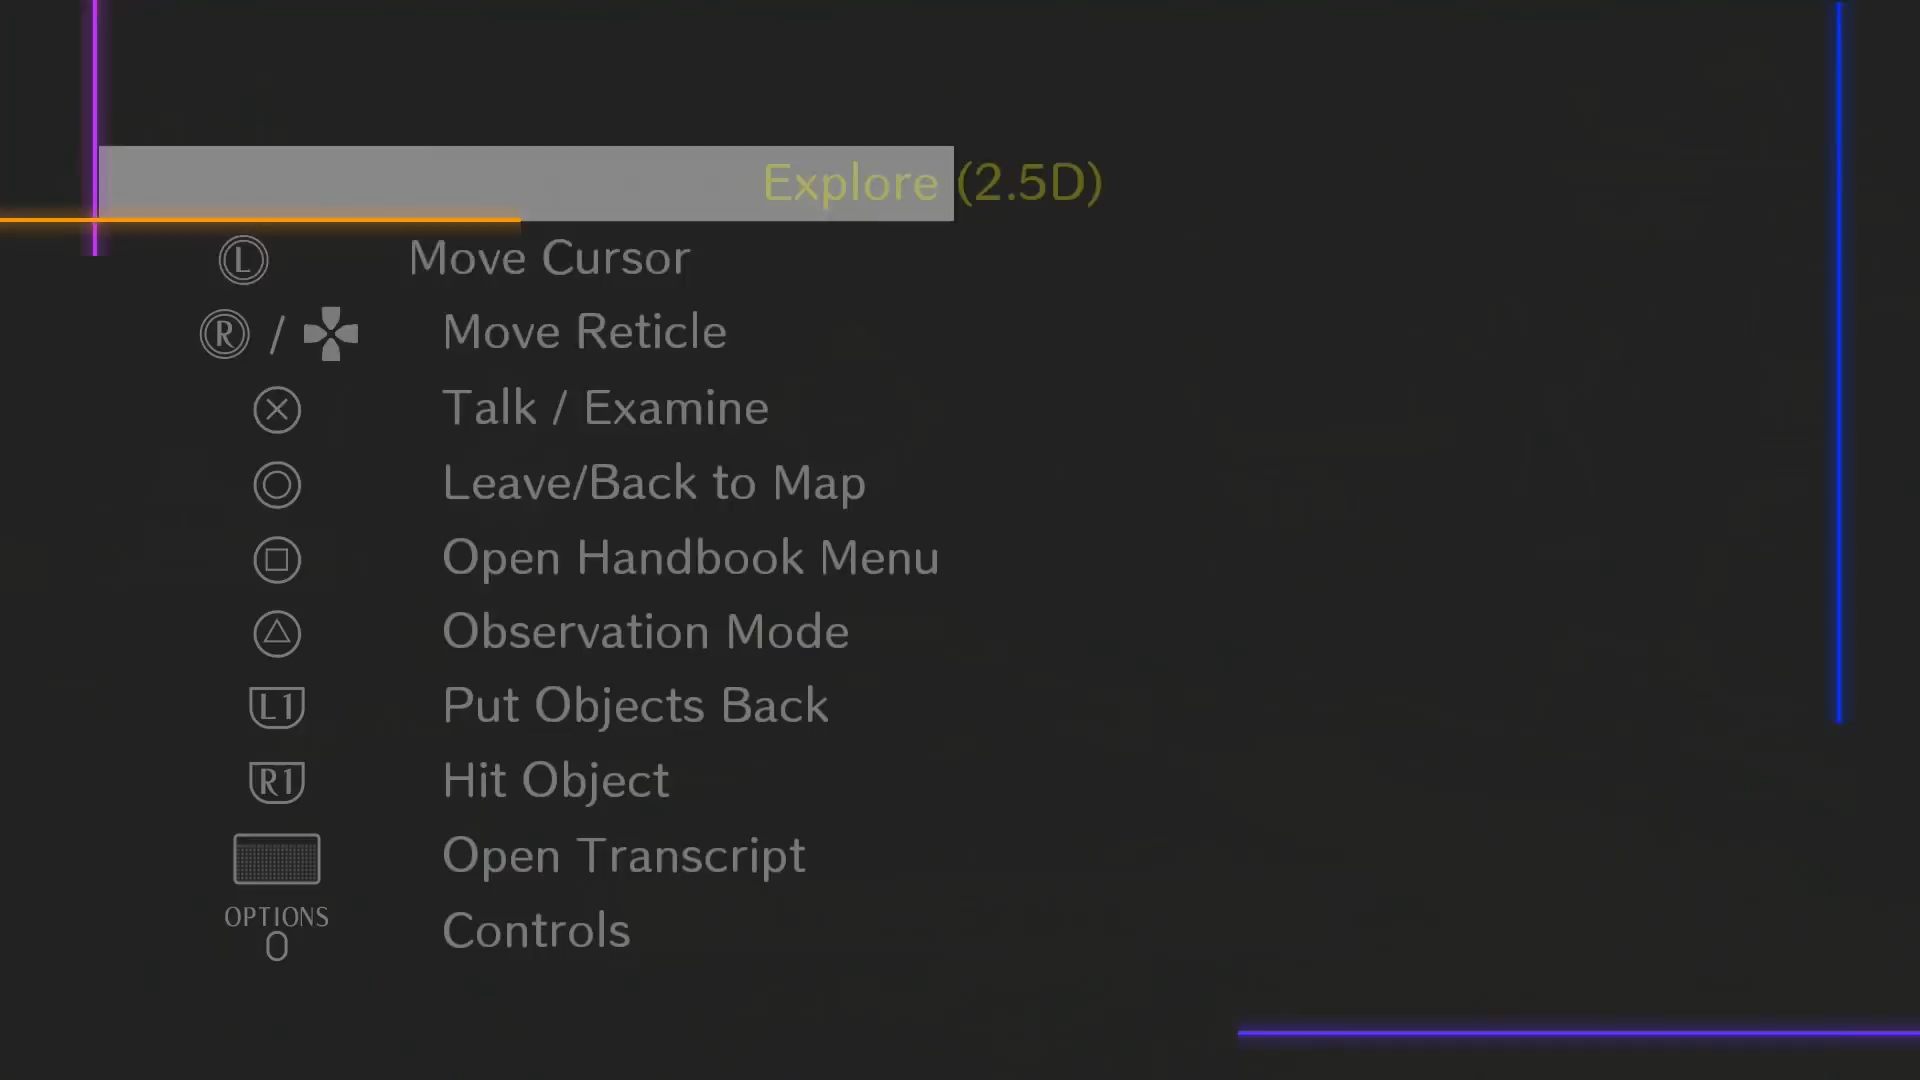 Explore (2.5D)
L Move Cursor
R / Move Reticle
Talk / Examine
Leave/Back to Map
Open Handbook Menu
Observation Mode
L1 Put Objects Back
R1 Hit Object
Open Transcript
OPTIONS Controls